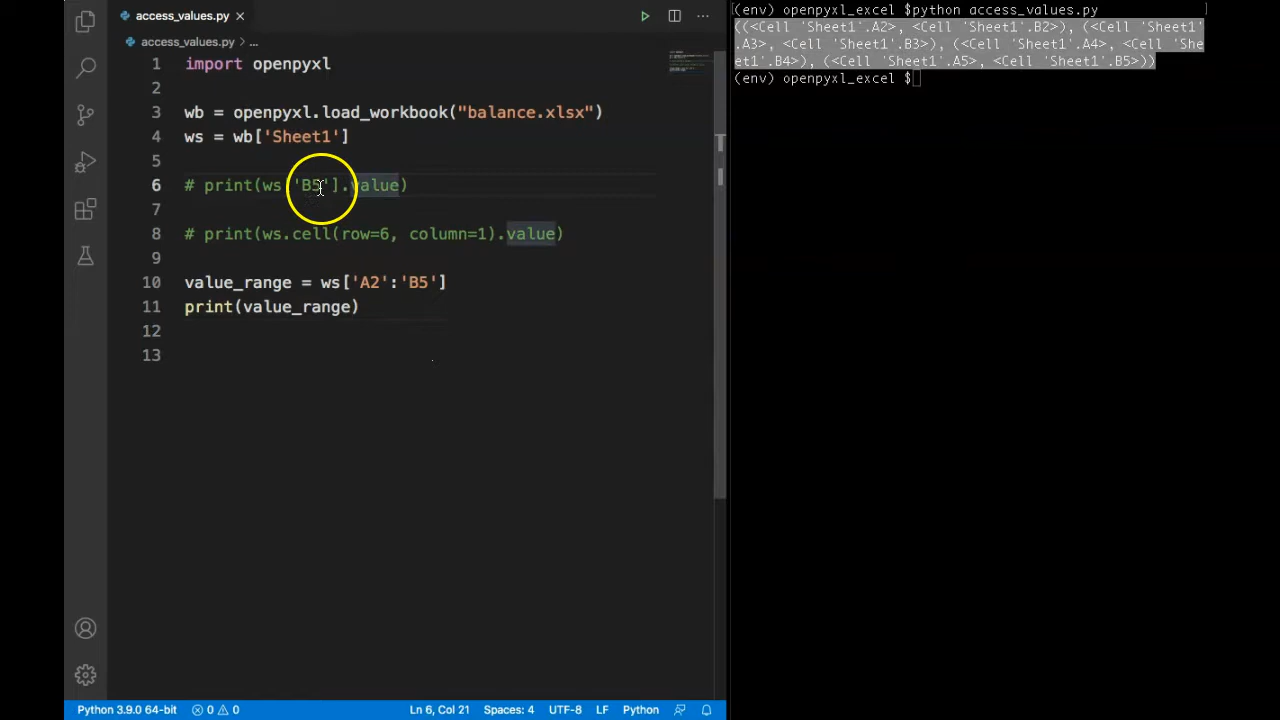 access_values.py ×
access_values.py > ...
1 import openpyxl
2
3 wb = openpyxl.load_workbook("balance.xlsx")
4 ws = wb['Sheet1']
5
6 # print(ws['B5'].value)
7
8 # print(ws.cell(row=6, column=1).value)
9
10 value_range = ws['A2':'B5']
11 print(value_range)
12
13
Python 3.9.0 64-bit 0 0 Ln 6, Col 21 Spaces: 4 UTF-8 LF Python
(env) openpyxl_excel $python access_values.py
((<Cell 'Sheet1'.A2>, <Cell 'Sheet1'.B2>), (<Cell 'Sheet1'
.A3>, <Cell 'Sheet1'.B3>), (<Cell 'Sheet1'.A4>, <Cell 'She
et1'.B4>), (<Cell 'Sheet1'.A5>, <Cell 'Sheet1'.B5>))
(env) openpyxl_excel $